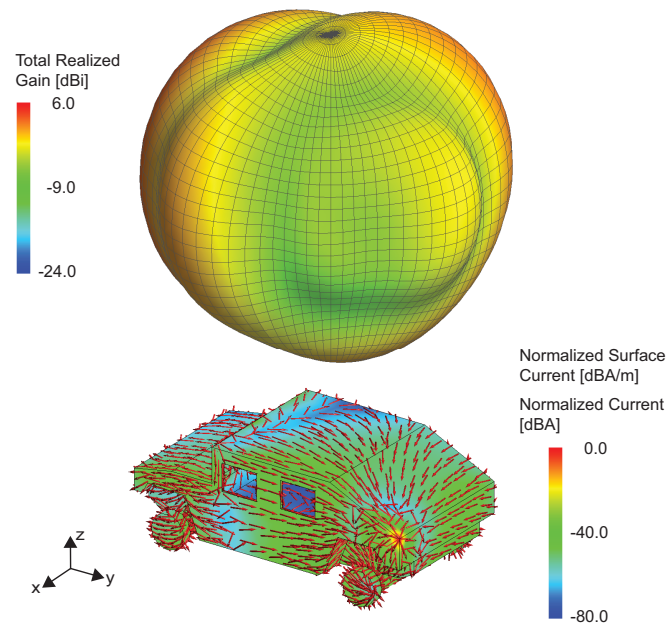 Total Realized
Gain [dBi]
6.0
-9.0
-24.0
Normalized Surface
Current [dBA/m]
Normalized Current
[dBA]
0.0
-40.0
-80.0
z
x
y